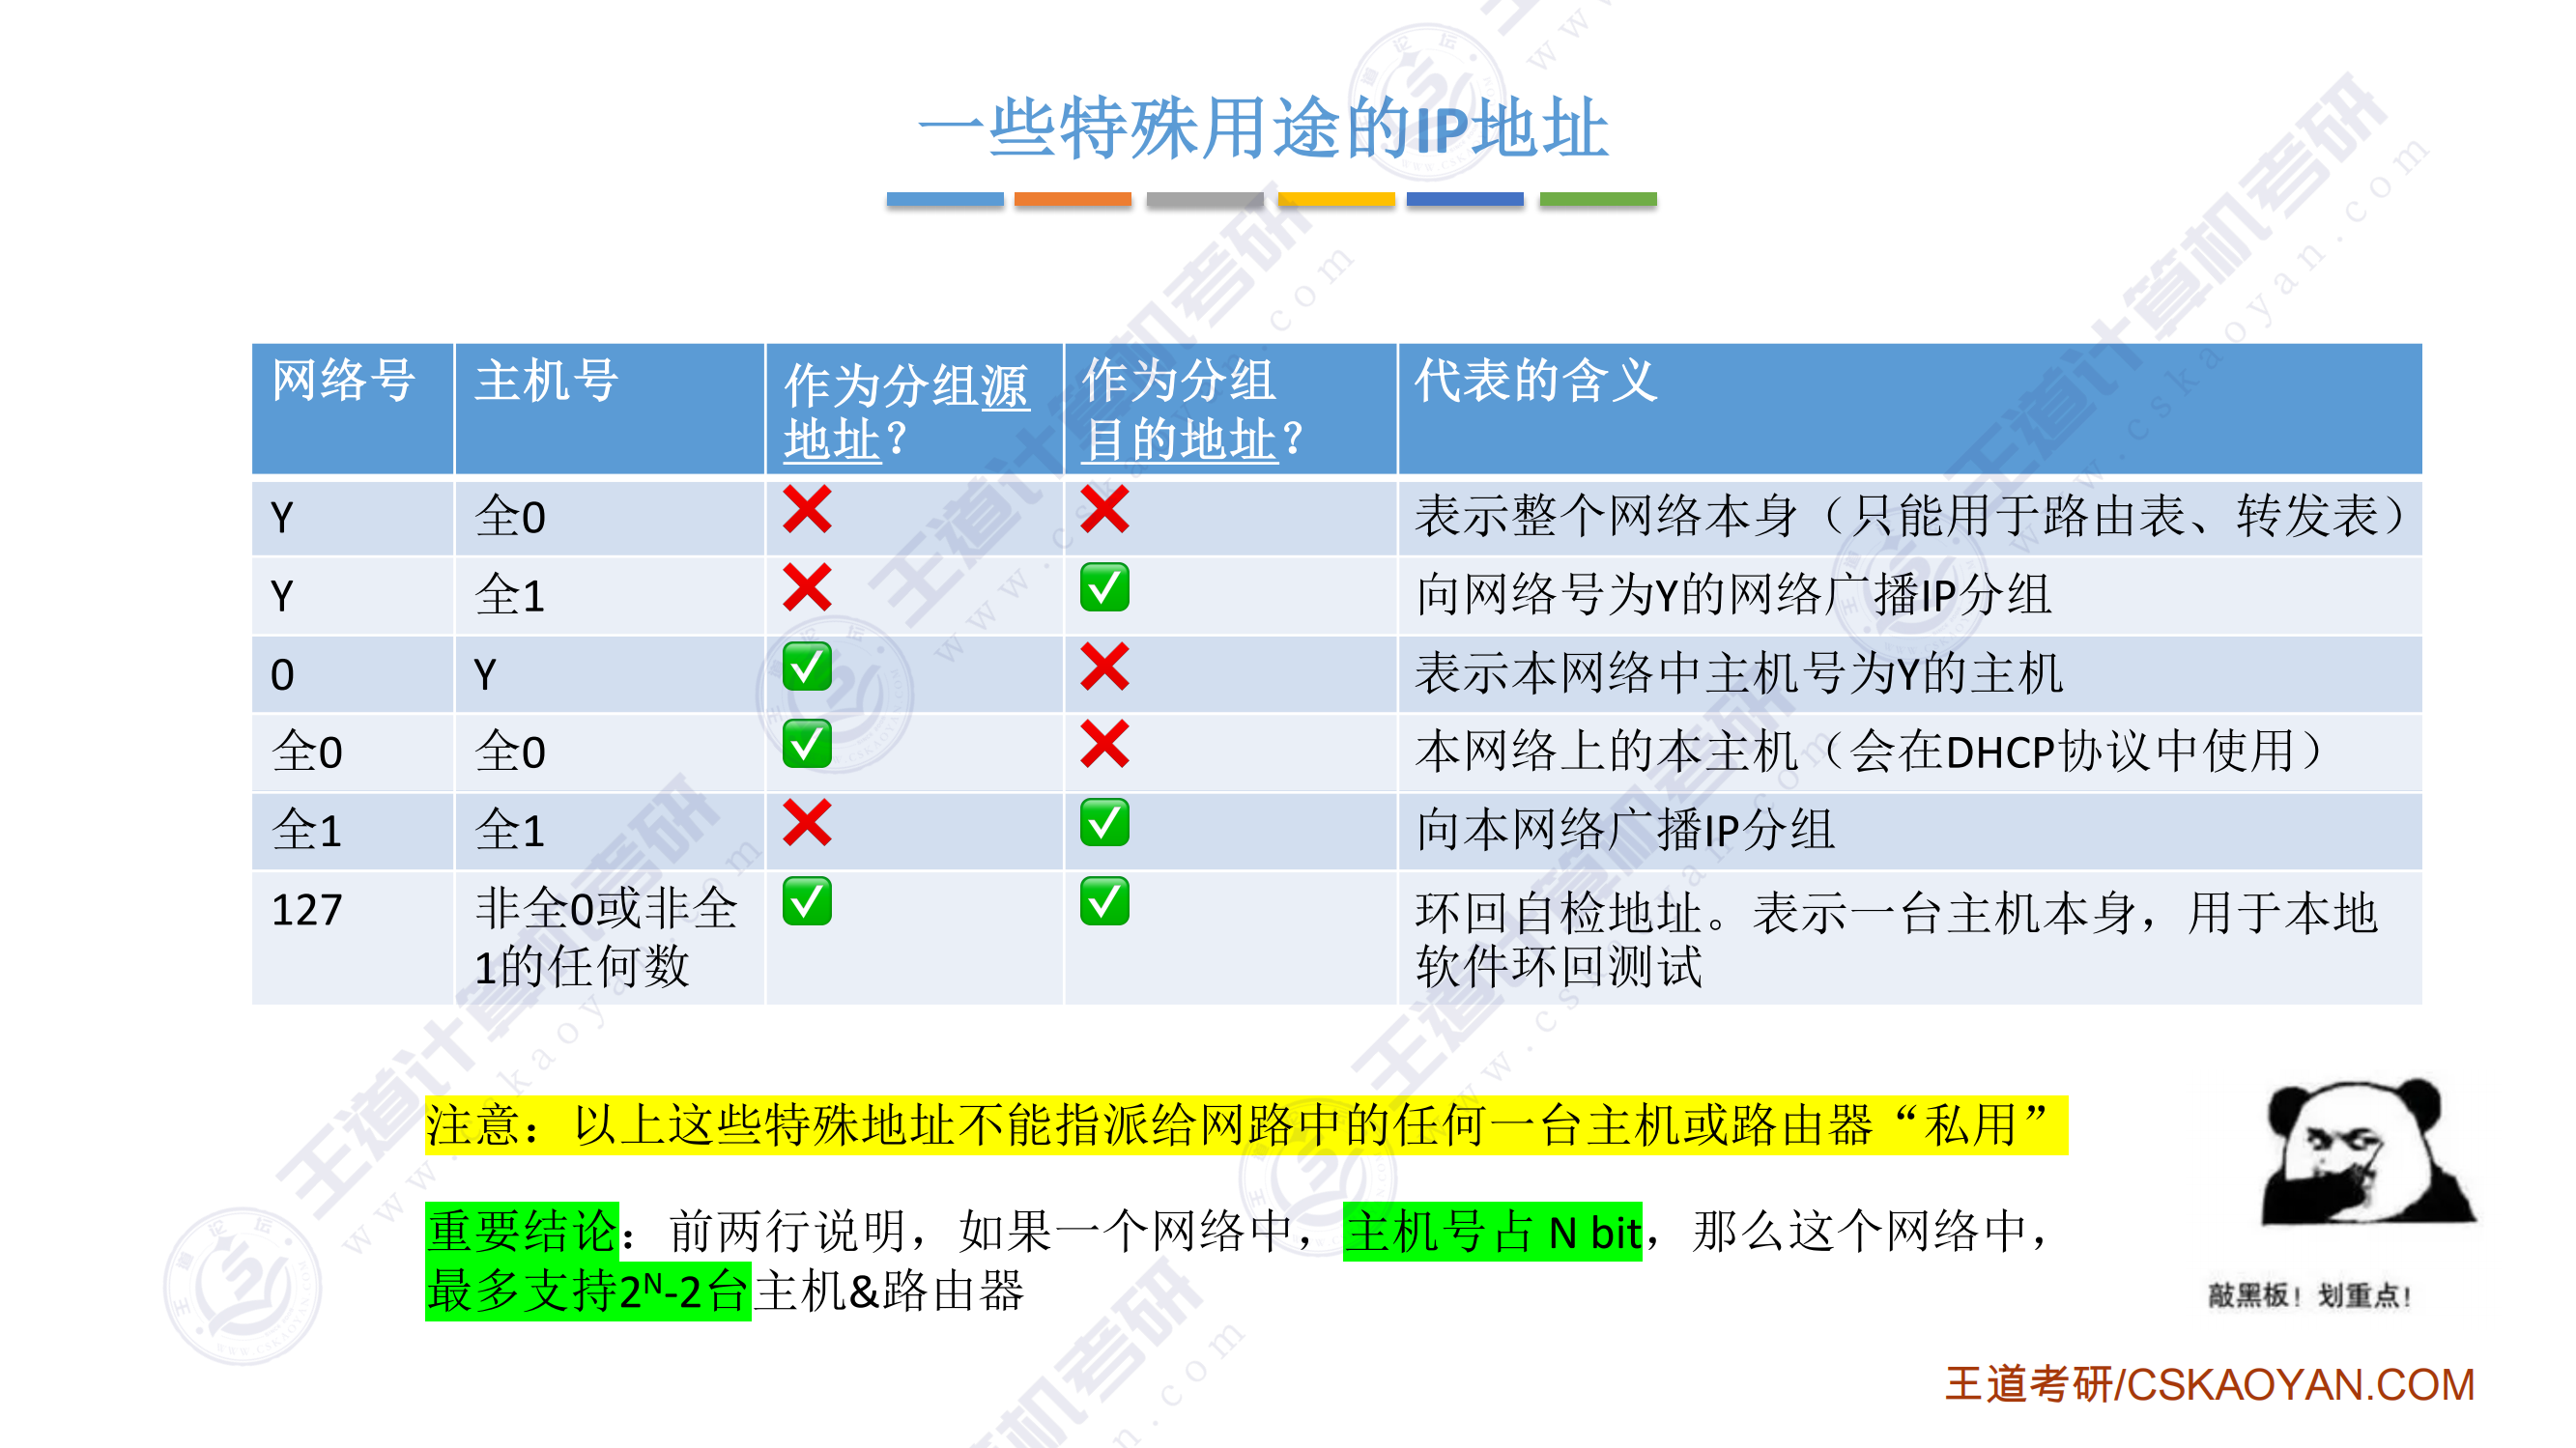 一些特殊用途的IP地址
网络号 主机号 作为分组源地址？ 作为分组目的地址？ 代表的含义
Y 全0 ❌ ❌ 表示整个网络本身（只能用于路由表、转发表）
Y 全1 ❌ ✅ 向网络号为Y的网络广播IP分组
0 Y ✅ ❌ 表示本网络中主机号为Y的主机
全0 全0 ✅ ❌ 本网络上的本主机（会在DHCP协议中使用）
全1 全1 ❌ ✅ 向本网络广播IP分组
127 非全0或非全1的任何数 ✅ ✅ 环回自检地址。表示一台主机本身，用于本地
软件环回测试
注意：以上这些特殊地址不能指派给网路中的任何一台主机或路由器“私用”
重要结论：前两行说明，如果一个网络中，主机号占 N bit，那么这个网络中，
最多支持2ᴺ-2台主机&路由器
敲黑板！划重点！
王道考研/CSKAOYAN.COM
王道计算机考研
www.cskaoyan.com